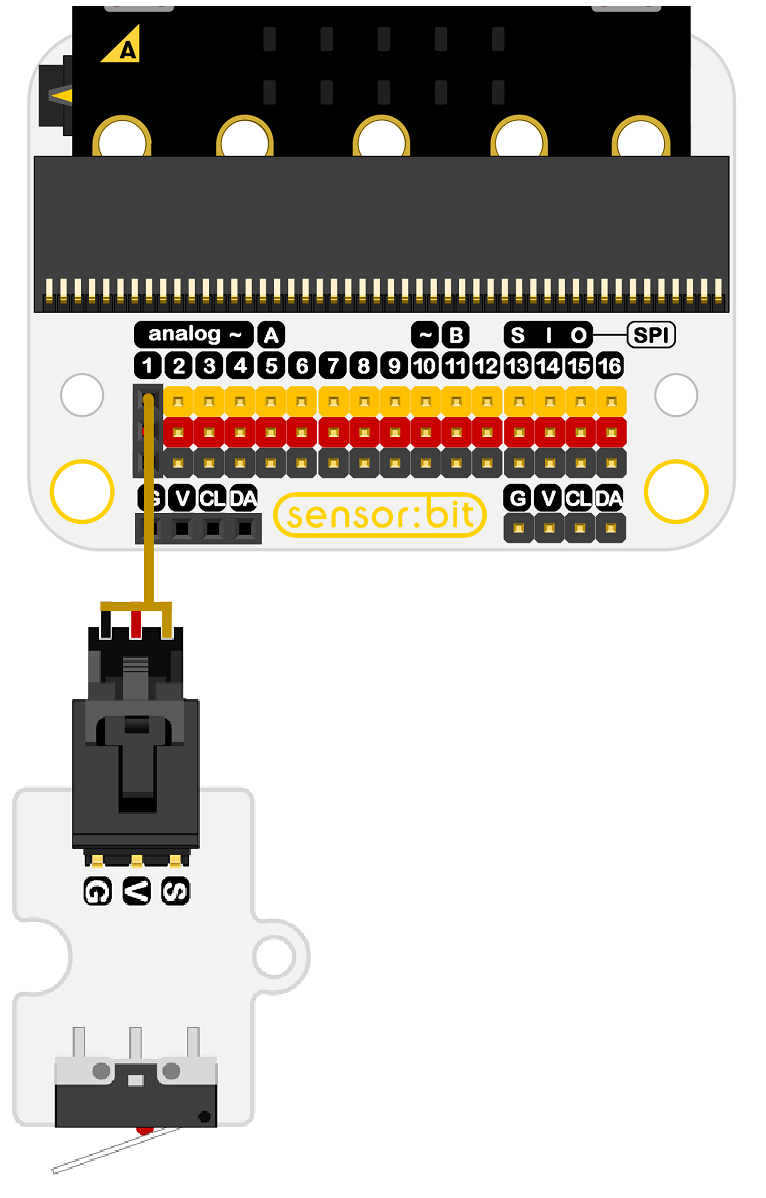 A
analog ~ A ~ B S I O SPI
1 2 3 4 5 6 7 8 9 10 11 12 13 14 15 16
G V CL DA sensor:bit G V CL DA
G V S